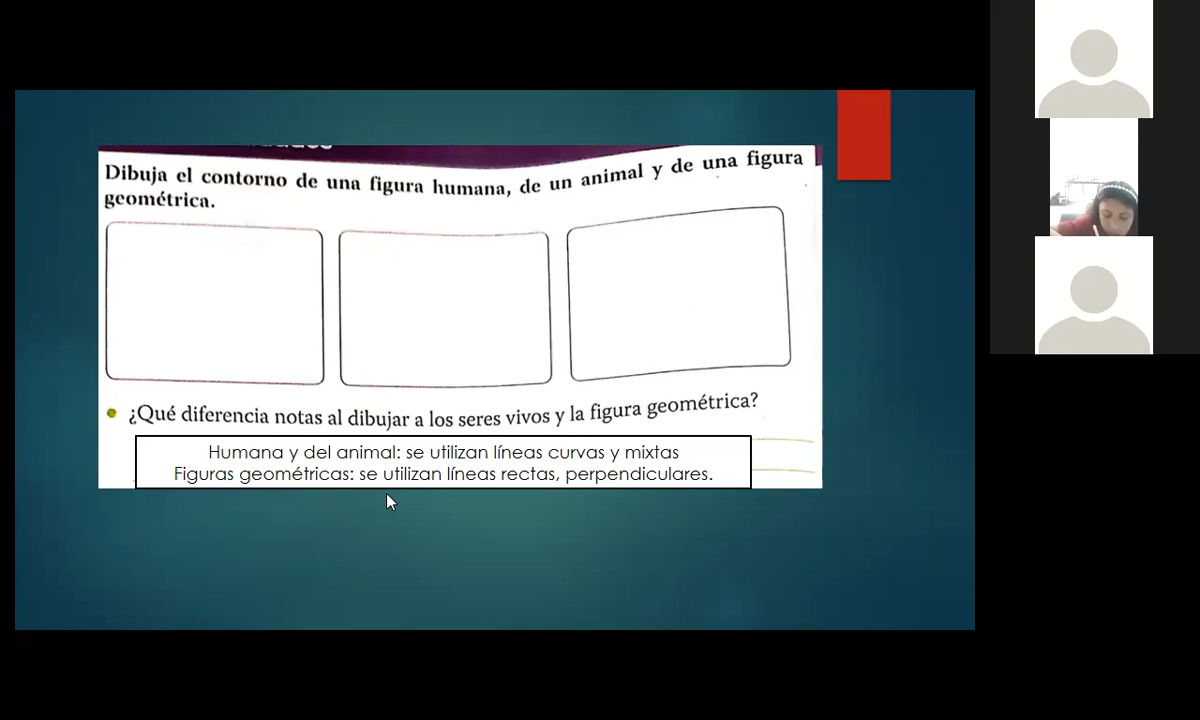 Dibuja el contorno de una figura humana, de un animal y de una figura
geométrica.
¿Qué diferencia notas al dibujar a los seres vivos y la figura geométrica?
Humana y del animal: se utilizan líneas curvas y mixtas
Figuras geométricas: se utilizan líneas rectas, perpendiculares.